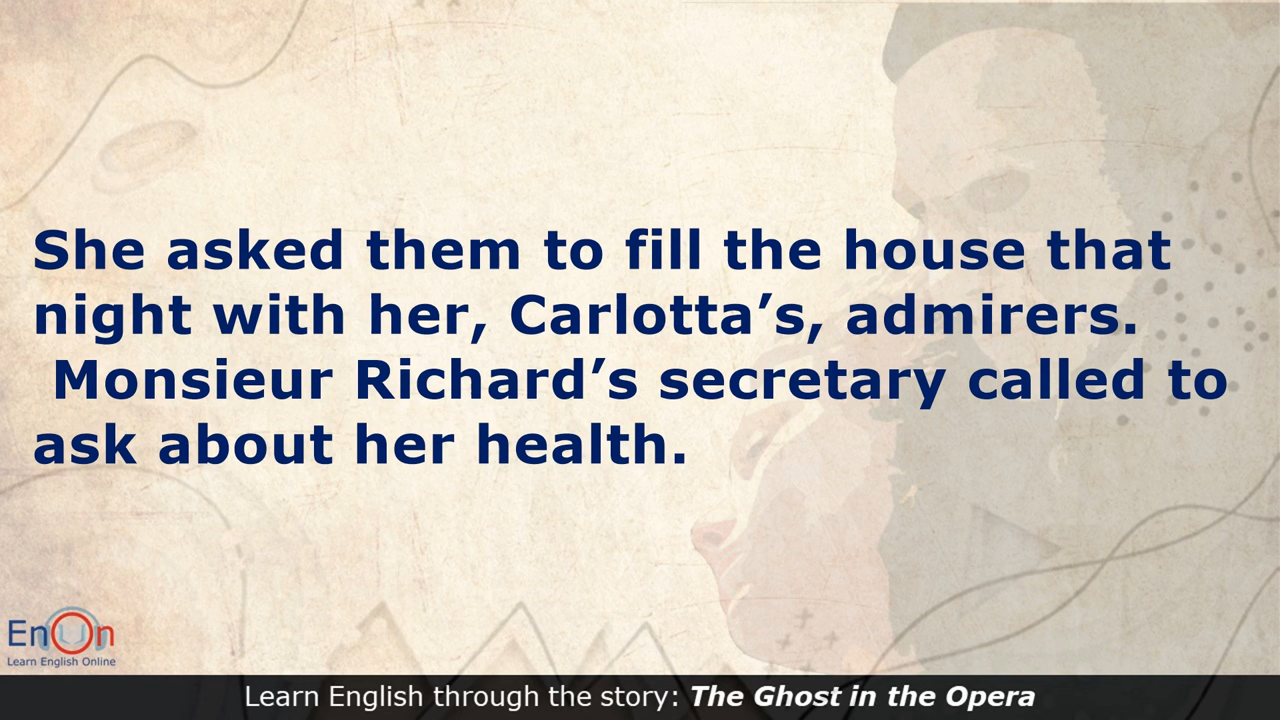 She asked them to fill the house that
night with her, Carlotta’s, admirers.
Monsieur Richard’s secretary called to
ask about her health.
EnOn
Learn English Online
Learn English through the story: The Ghost in the Opera